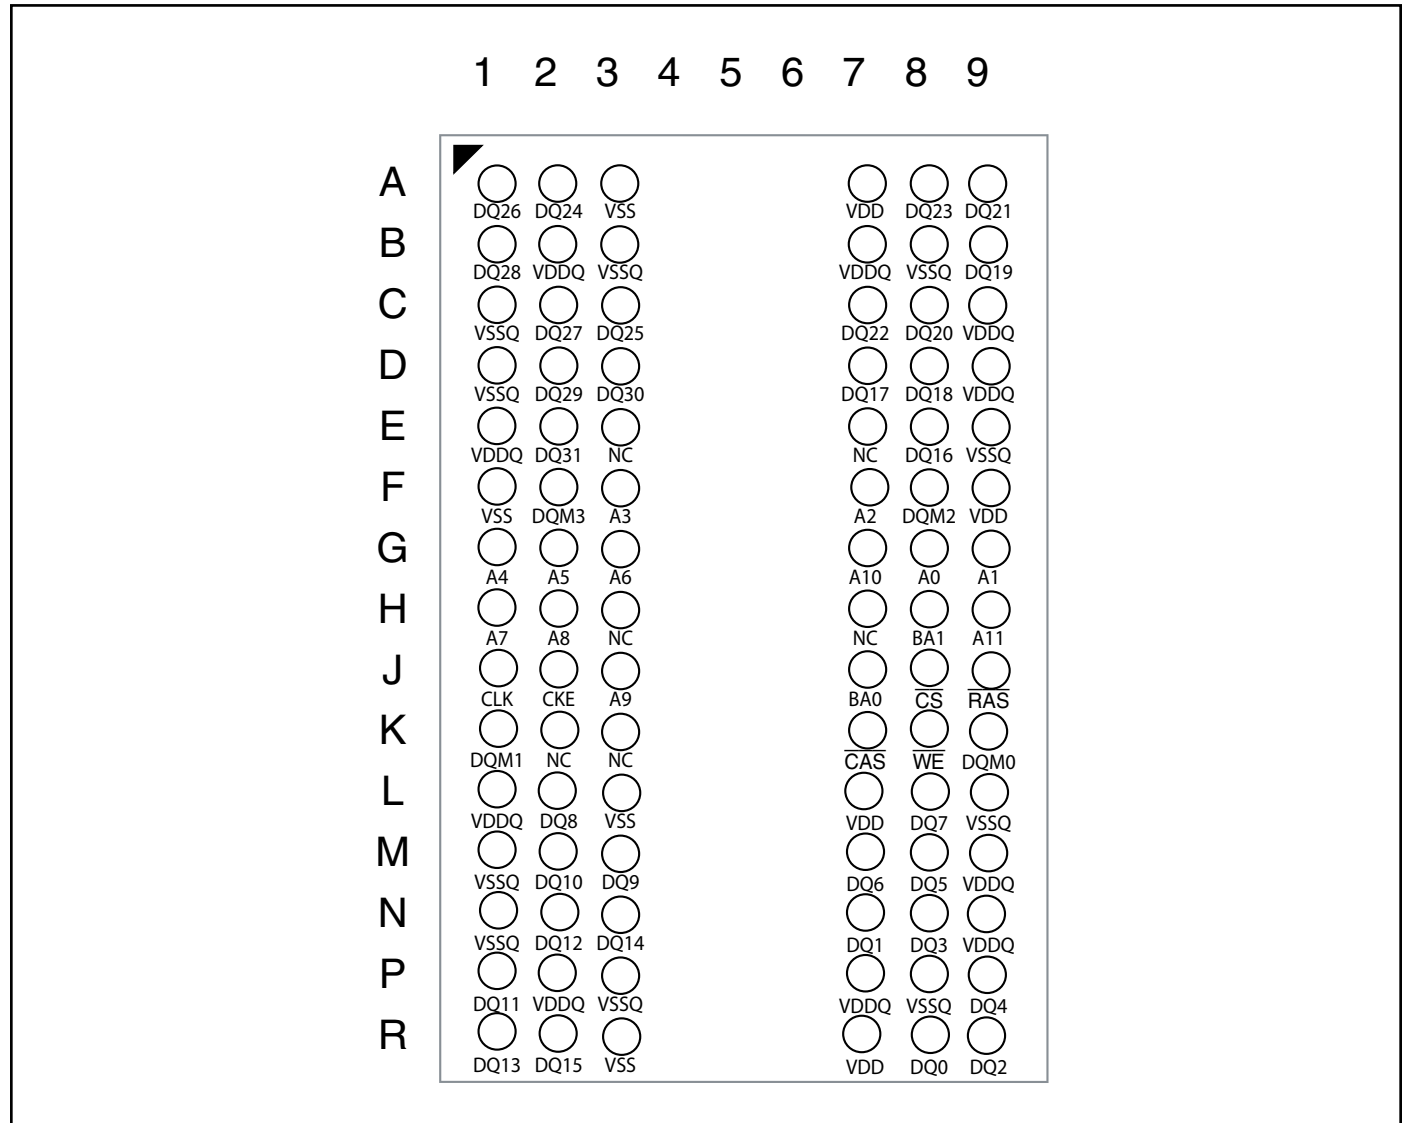 1 2 3 4 5 6 7 8 9
A
DQ26 DQ24 VSS VDD DQ23 DQ21
B
DQ28 VDDQ VSSQ VDDQ VSSQ DQ19
C
VSSQ DQ27 DQ25 DQ22 DQ20 VDDQ
D
VSSQ DQ29 DQ30 DQ17 DQ18 VDDQ
E
VDDQ DQ31 NC NC DQ16 VSSQ
F
VSS DQM3 A3 A2 DQM2 VDD
G
A4 A5 A6 A10 A0 A1
H
A7 A8 NC NC BA1 A11
J
CLK CKE A9 BA0 C̅S̅ R̅A̅S̅
K
DQM1 NC NC C̅A̅S̅ W̅E̅ DQM0
L
VDDQ DQ8 VSS VDD DQ7 VSSQ
M
VSSQ DQ10 DQ9 DQ6 DQ5 VDDQ
N
VSSQ DQ12 DQ14 DQ1 DQ3 VDDQ
P
DQ11 VDDQ VSSQ VDDQ VSSQ DQ4
R
DQ13 DQ15 VSS VDD DQ0 DQ2